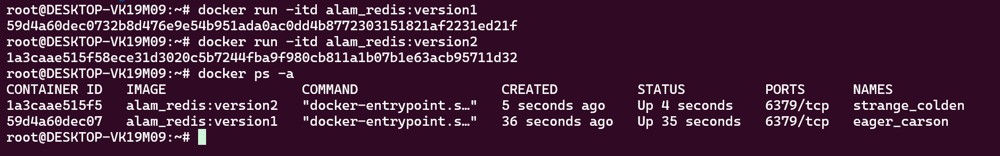 root@DESKTOP-VK19M09:~# docker run -itd alam_redis:version1
59d4a60dec0732b8d476e9e54b951ada0ac0dd4b8772303151821af2231ed21f
root@DESKTOP-VK19M09:~# docker run -itd alam_redis:version2
1a3caae515f58ece31d3020c5b7244fba9f980cb811a1b07b1e63acb95711d32
root@DESKTOP-VK19M09:~# docker ps -a
CONTAINER ID   IMAGE                 COMMAND                  CREATED          STATUS          PORTS      NAMES
1a3caae515f5   alam_redis:version2   "docker-entrypoint.s…"   5 seconds ago    Up 4 seconds    6379/tcp   strange_colden
59d4a60dec07   alam_redis:version1   "docker-entrypoint.s…"   36 seconds ago   Up 35 seconds   6379/tcp   eager_carson
root@DESKTOP-VK19M09:~#